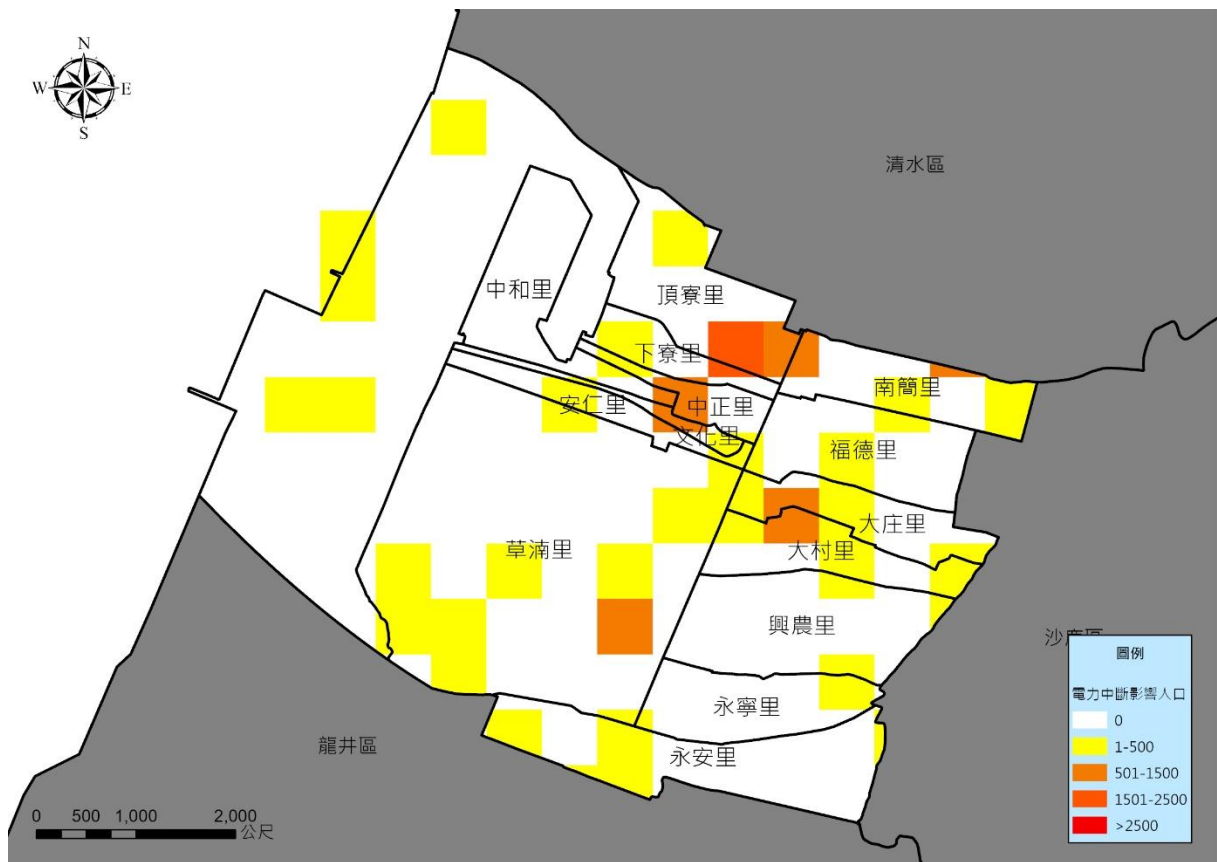 N
W E
S
清水區
中和里
頂寮里
下寮里
南簡里
安仁里
中正里
文化里
福德里
大庄里
草湳里
大村里
興農里
沙鹿區
永寧里
龍井區
永安里
圖例
電力中斷影響人口
0
1-500
501-1500
1501-2500
>2500
0 500 1,000 2,000
公尺